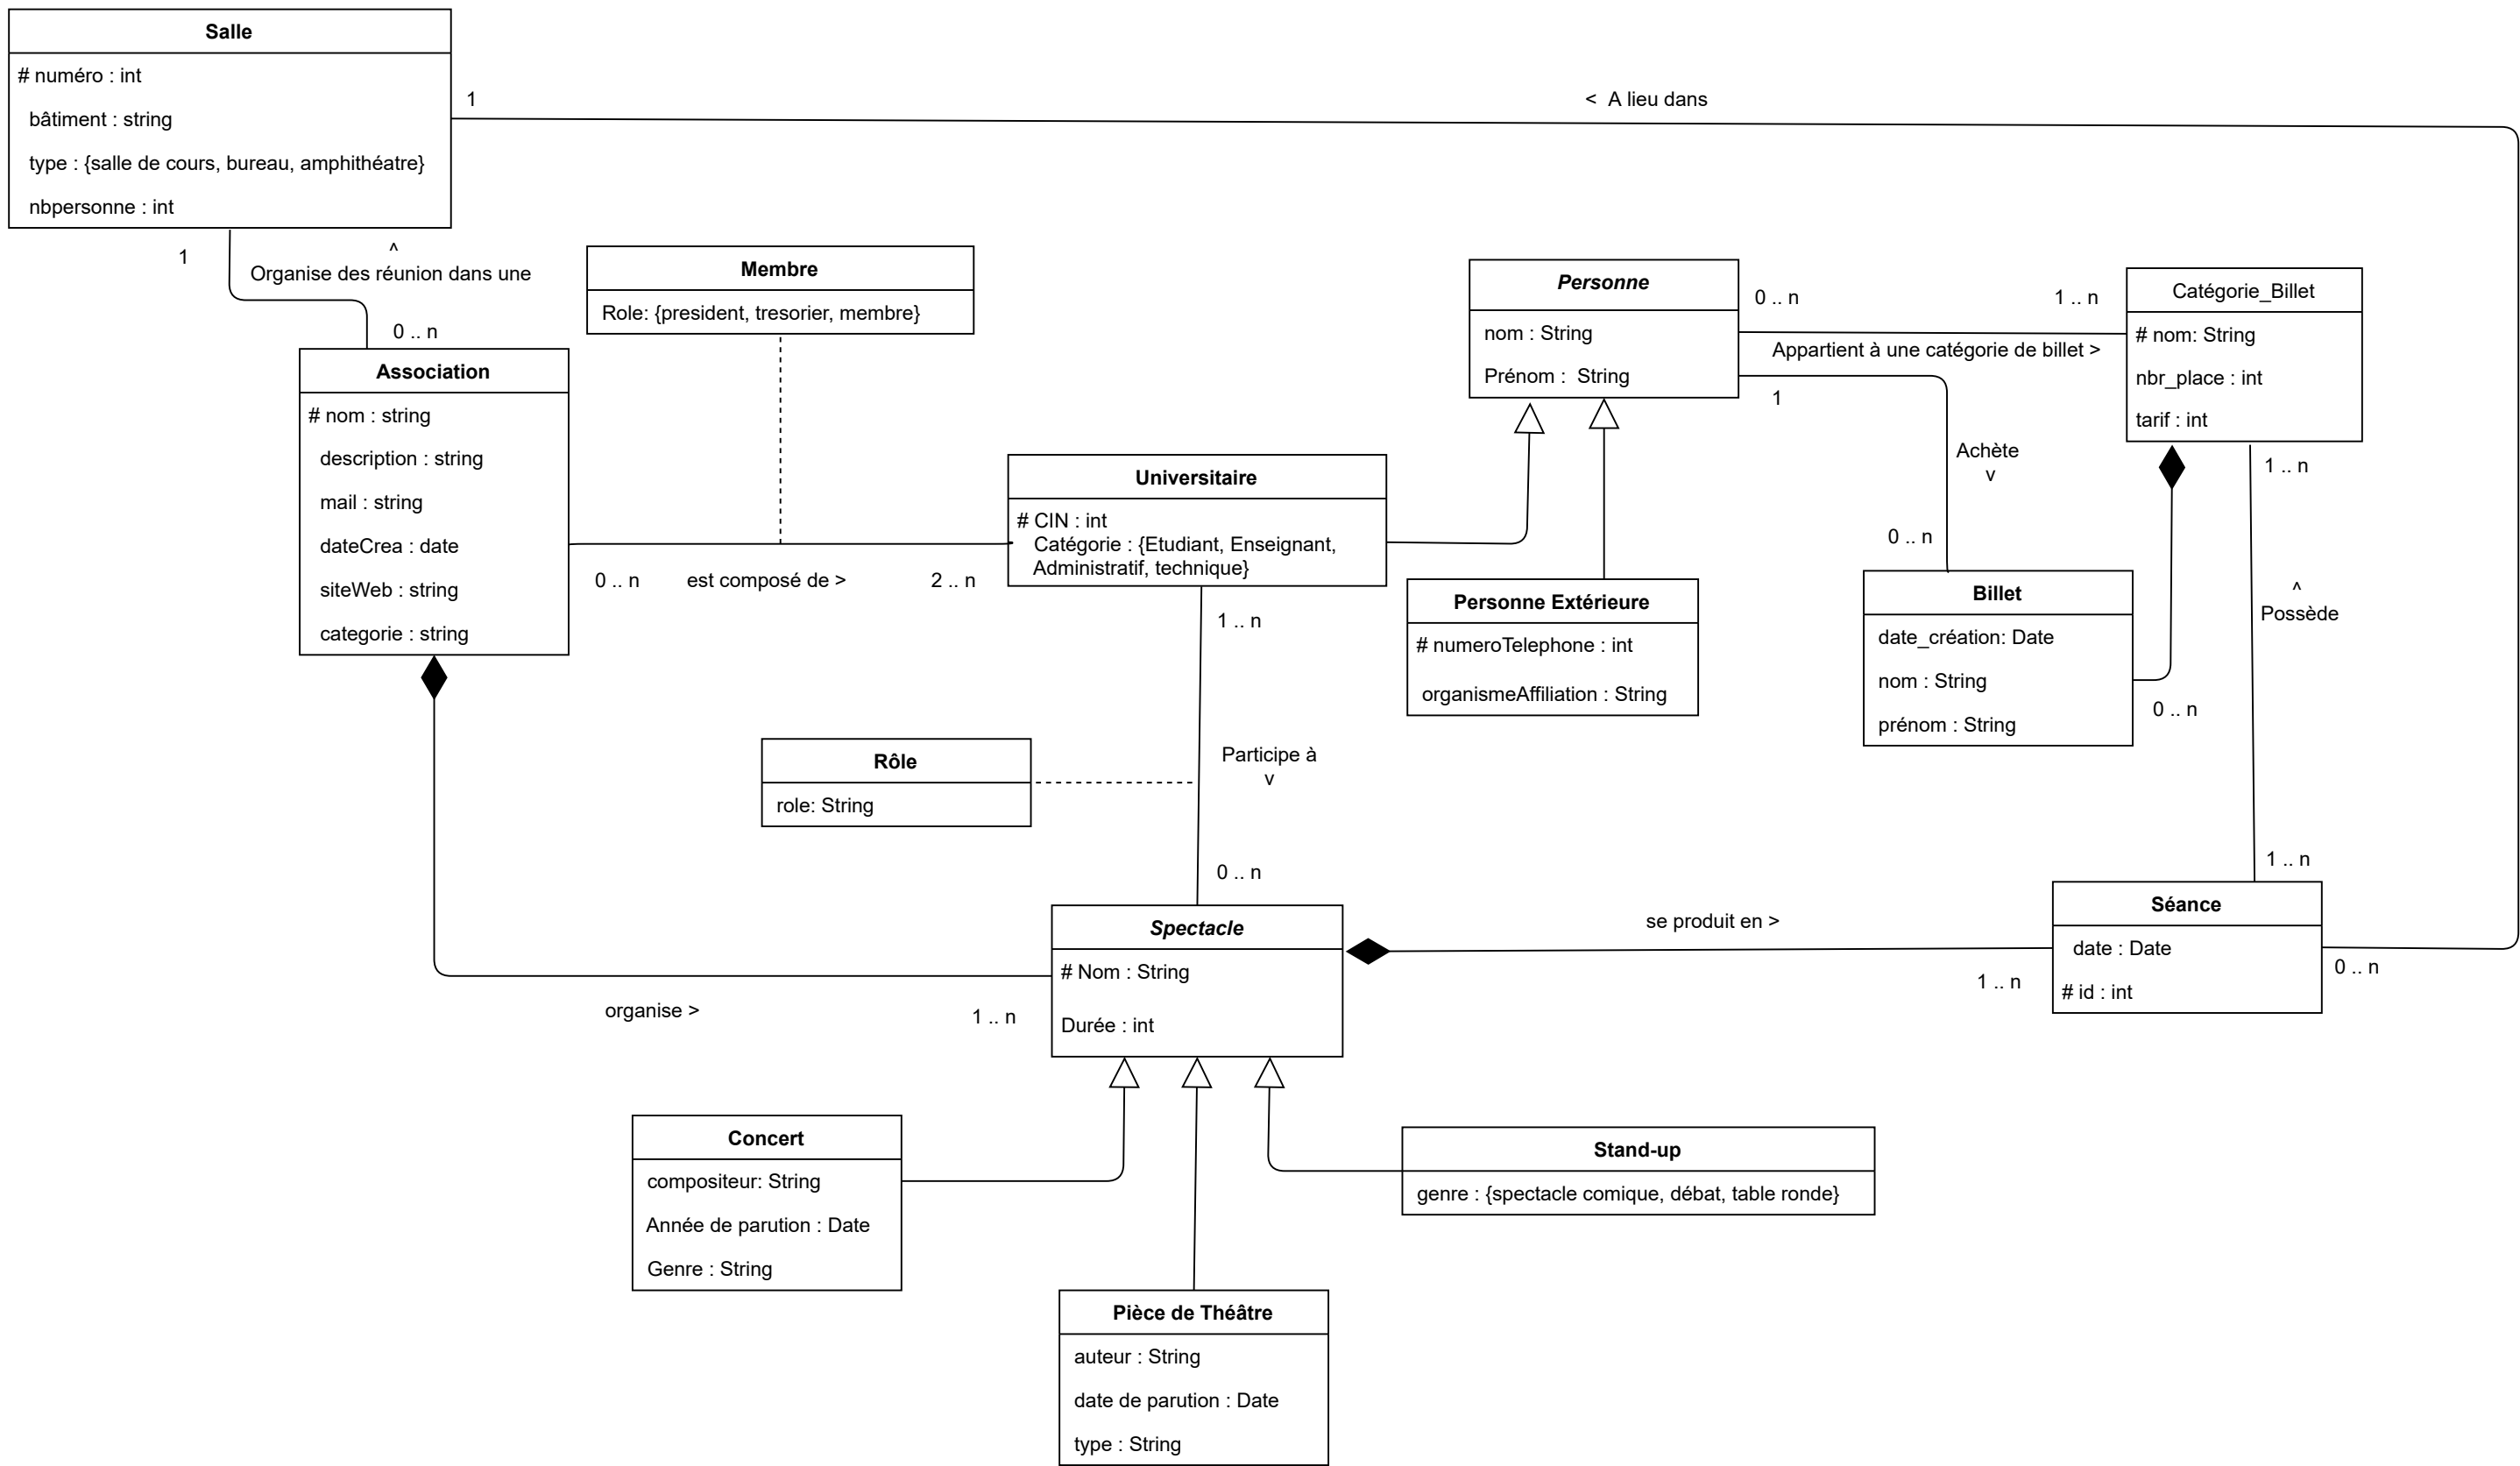 Salle
# numéro : int
bâtiment : string
type : {salle de cours, bureau, amphithéatre}
nbpersonne : int
1
< A lieu dans
1
^
Organise des réunion dans une
0 .. n
Membre
Role: {president, tresorier, membre}
Personne
nom : String
Prénom : String
0 .. n
1 .. n
Appartient à une catégorie de billet >
Catégorie_Billet
# nom: String
nbr_place : int
tarif : int
1
Achète
v
0 .. n
1 .. n
Association
# nom : string
description : string
mail : string
dateCrea : date
siteWeb : string
categorie : string
0 .. n
est composé de >
2 .. n
Universitaire
# CIN : int
Catégorie : {Etudiant, Enseignant,
Administratif, technique}
Personne Extérieure
# numeroTelephone : int
organismeAffiliation : String
Billet
date_création: Date
nom : String
prénom : String
0 .. n
^
Possède
1 .. n
1 .. n
Participe à
v
0 .. n
Rôle
role: String
Spectacle
# Nom : String
Durée : int
se produit en >
1 .. n
Séance
date : Date
# id : int
0 .. n
organise >
1 .. n
Concert
compositeur: String
Année de parution : Date
Genre : String
Stand-up
genre : {spectacle comique, débat, table ronde}
Pièce de Théâtre
auteur : String
date de parution : Date
type : String